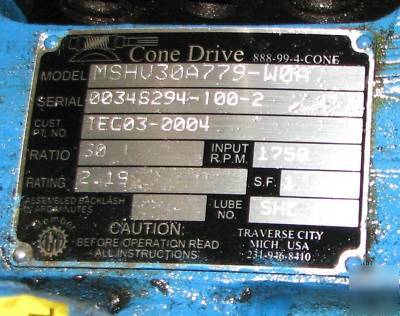 Cone Drive 888-99-4-CONE
MODEL MSHV30A779-W0A
SERIAL 00348294-100-2
CUST. PT. NO. TEC03-0004
RATIO 30 INPUT R.P.M. 1750
RATING 2.19 S.F. 1
ASSEMBLED BACKLASH MINUTES LUBE NO. SHC
CAUTION:
BEFORE OPERATION READ
ALL INSTRUCTIONS
TRAVERSE CITY
MICH. USA
231-946-8410
Member